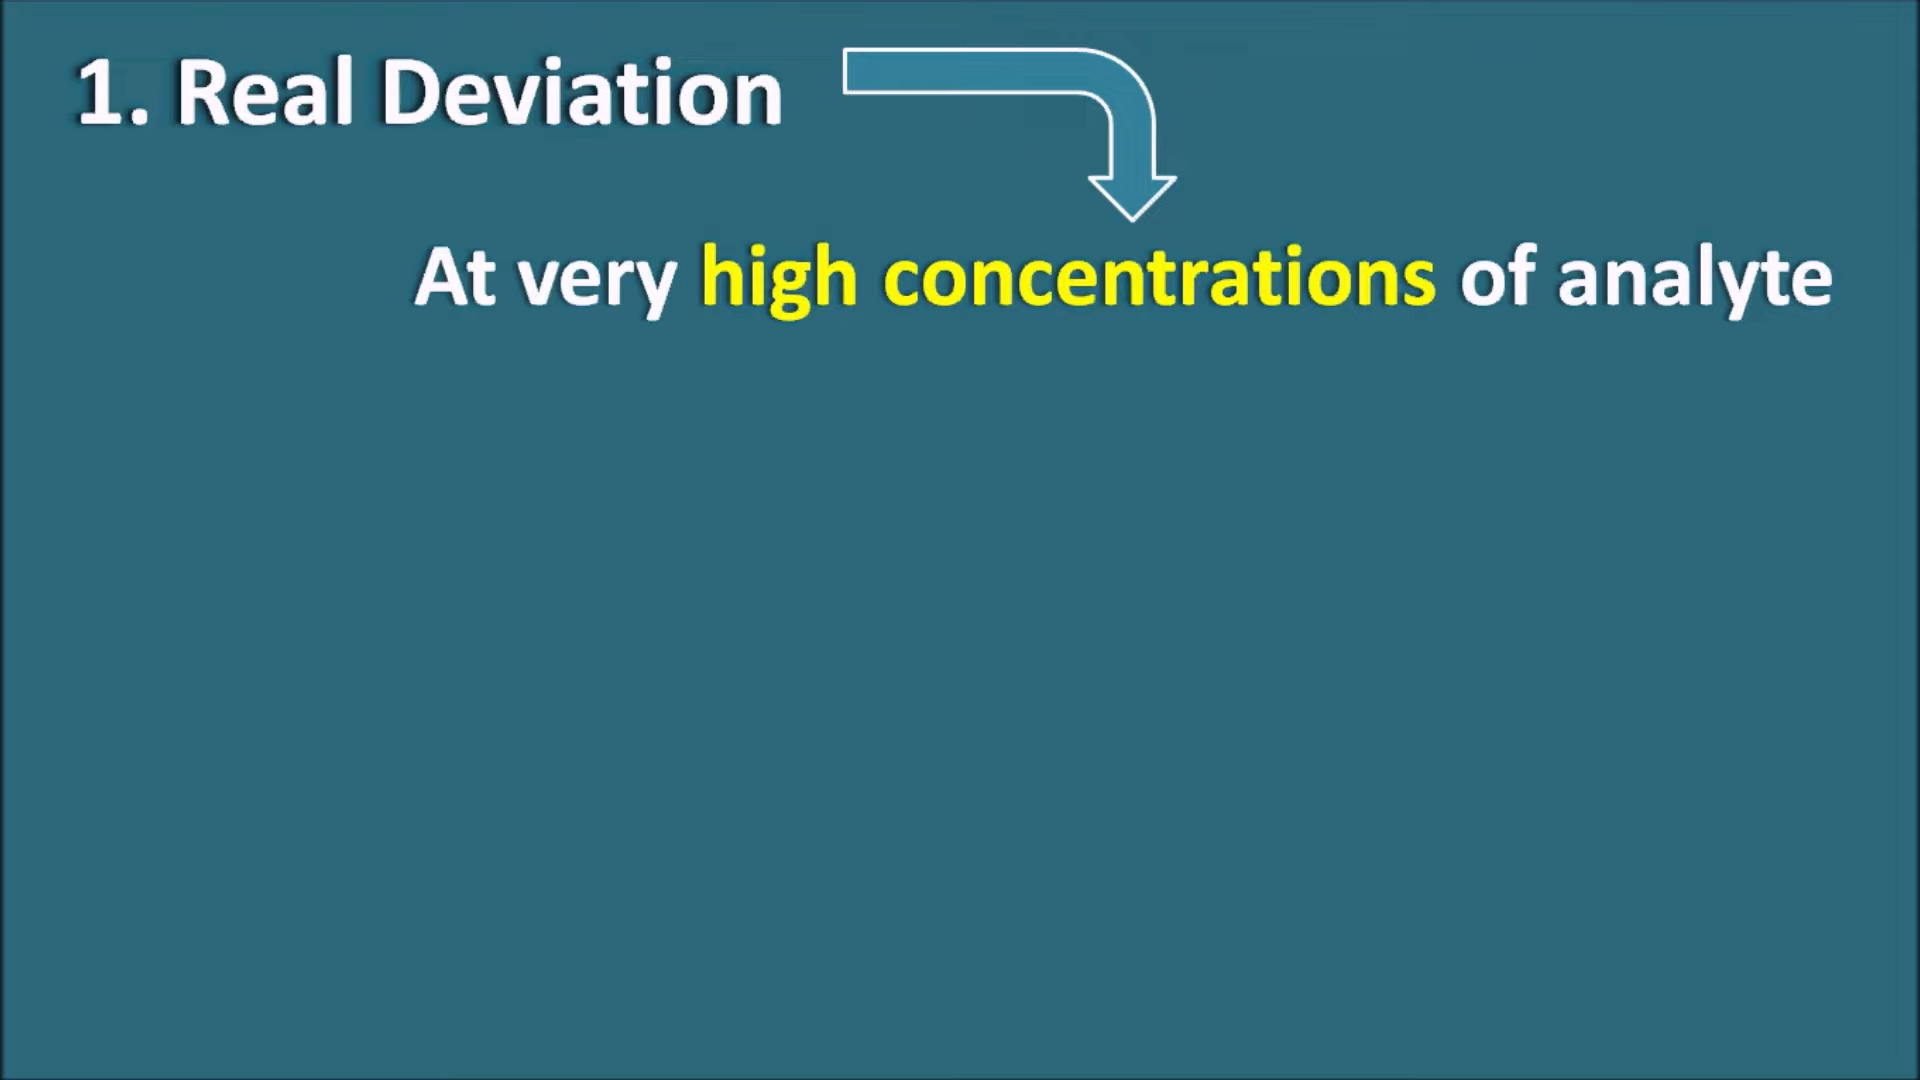 1. Real Deviation
At very high concentrations of analyte